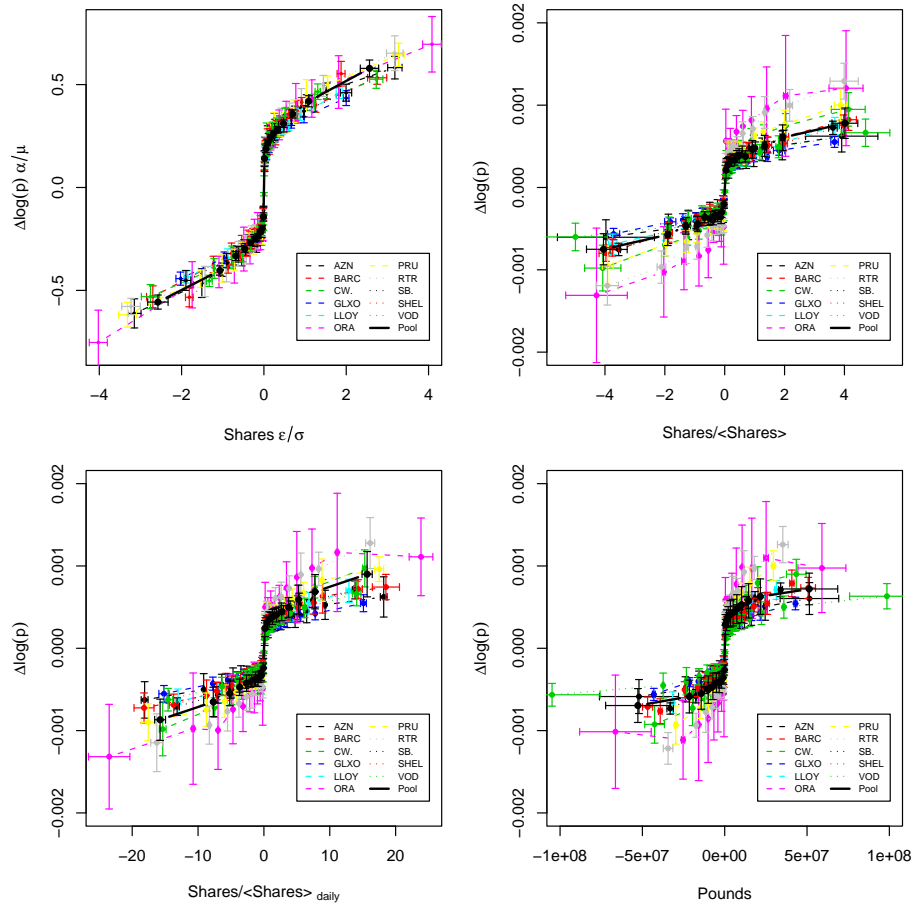 Δlog(p) α/μ
0.5
0.0
−0.5
AZN
BARC
CW.
GLXO
LLOY
ORA
PRU
RTR
SB.
SHEL
VOD
Pool
−4
−2
0
2
4
Shares ε/σ
Δlog(p)
0.002
0.001
0.000
−0.001
−0.002
AZN
BARC
CW.
GLXO
LLOY
ORA
PRU
RTR
SB.
SHEL
VOD
Pool
−4
−2
0
2
4
Shares/<Shares>
Δlog(p)
0.002
0.001
0.000
−0.001
−0.002
AZN
BARC
CW.
GLXO
LLOY
ORA
PRU
RTR
SB.
SHEL
VOD
Pool
−20
−10
0
10
20
Shares/<Shares> daily
Δlog(p)
0.002
0.001
0.000
−0.001
−0.002
AZN
BARC
CW.
GLXO
LLOY
ORA
PRU
RTR
SB.
SHEL
VOD
Pool
−1e+08
−5e+07
0e+00
5e+07
1e+08
Pounds